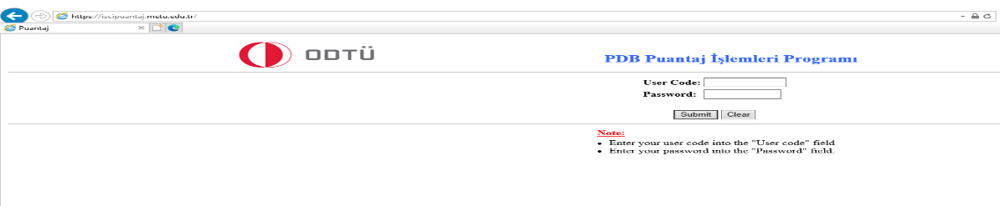 https://iscipuantaj.metu.edu.tr/
Puantaj
ODTÜ
PDB Puantaj İşlemleri Programı
User Code:
Password:
Submit Clear
Note:
• Enter your user code into the "User code" field
• Enter your password into the "Password" field.